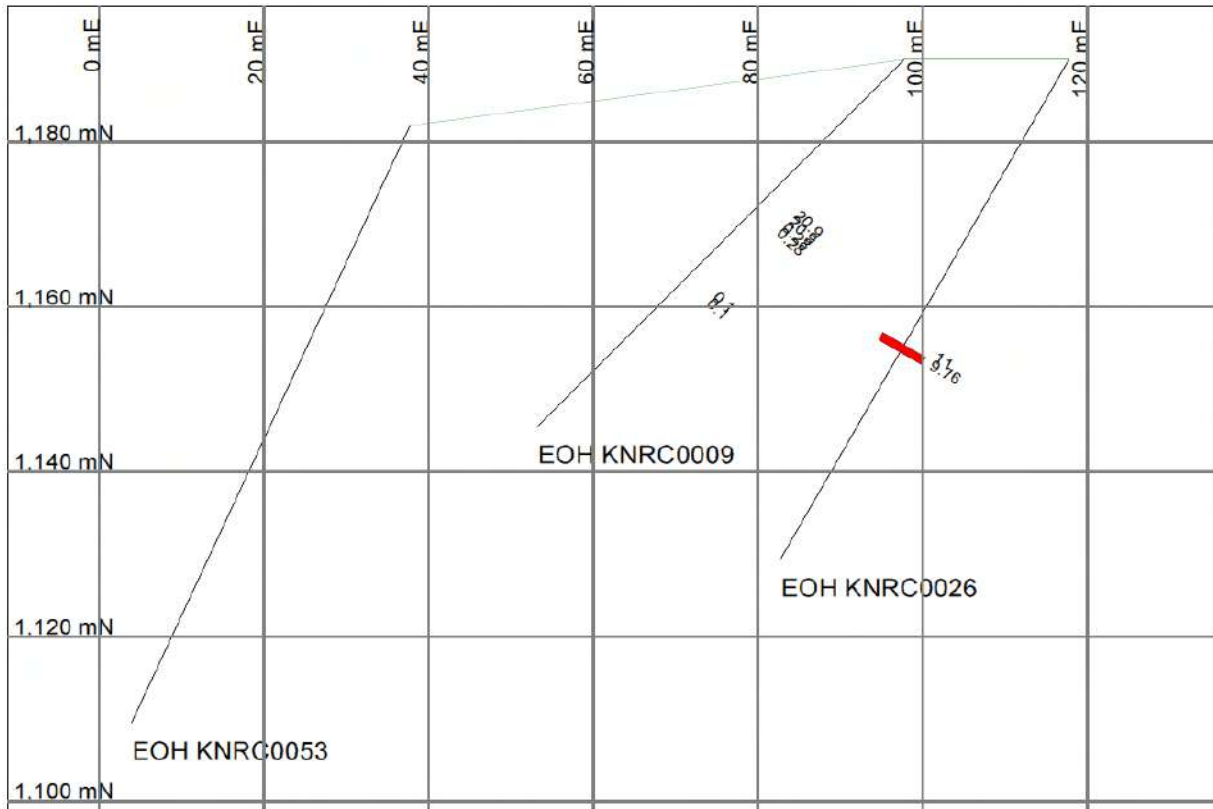 0 mE
20 mE
40 mE
60 mE
80 mE
100 mE
120 mE
1,180 mN
1,160 mN
11
9.76
EOH KNRC0009
1,140 mN
EOH KNRC0026
1,120 mN
EOH KNRC0053
1,100 mN
0.28
0.1